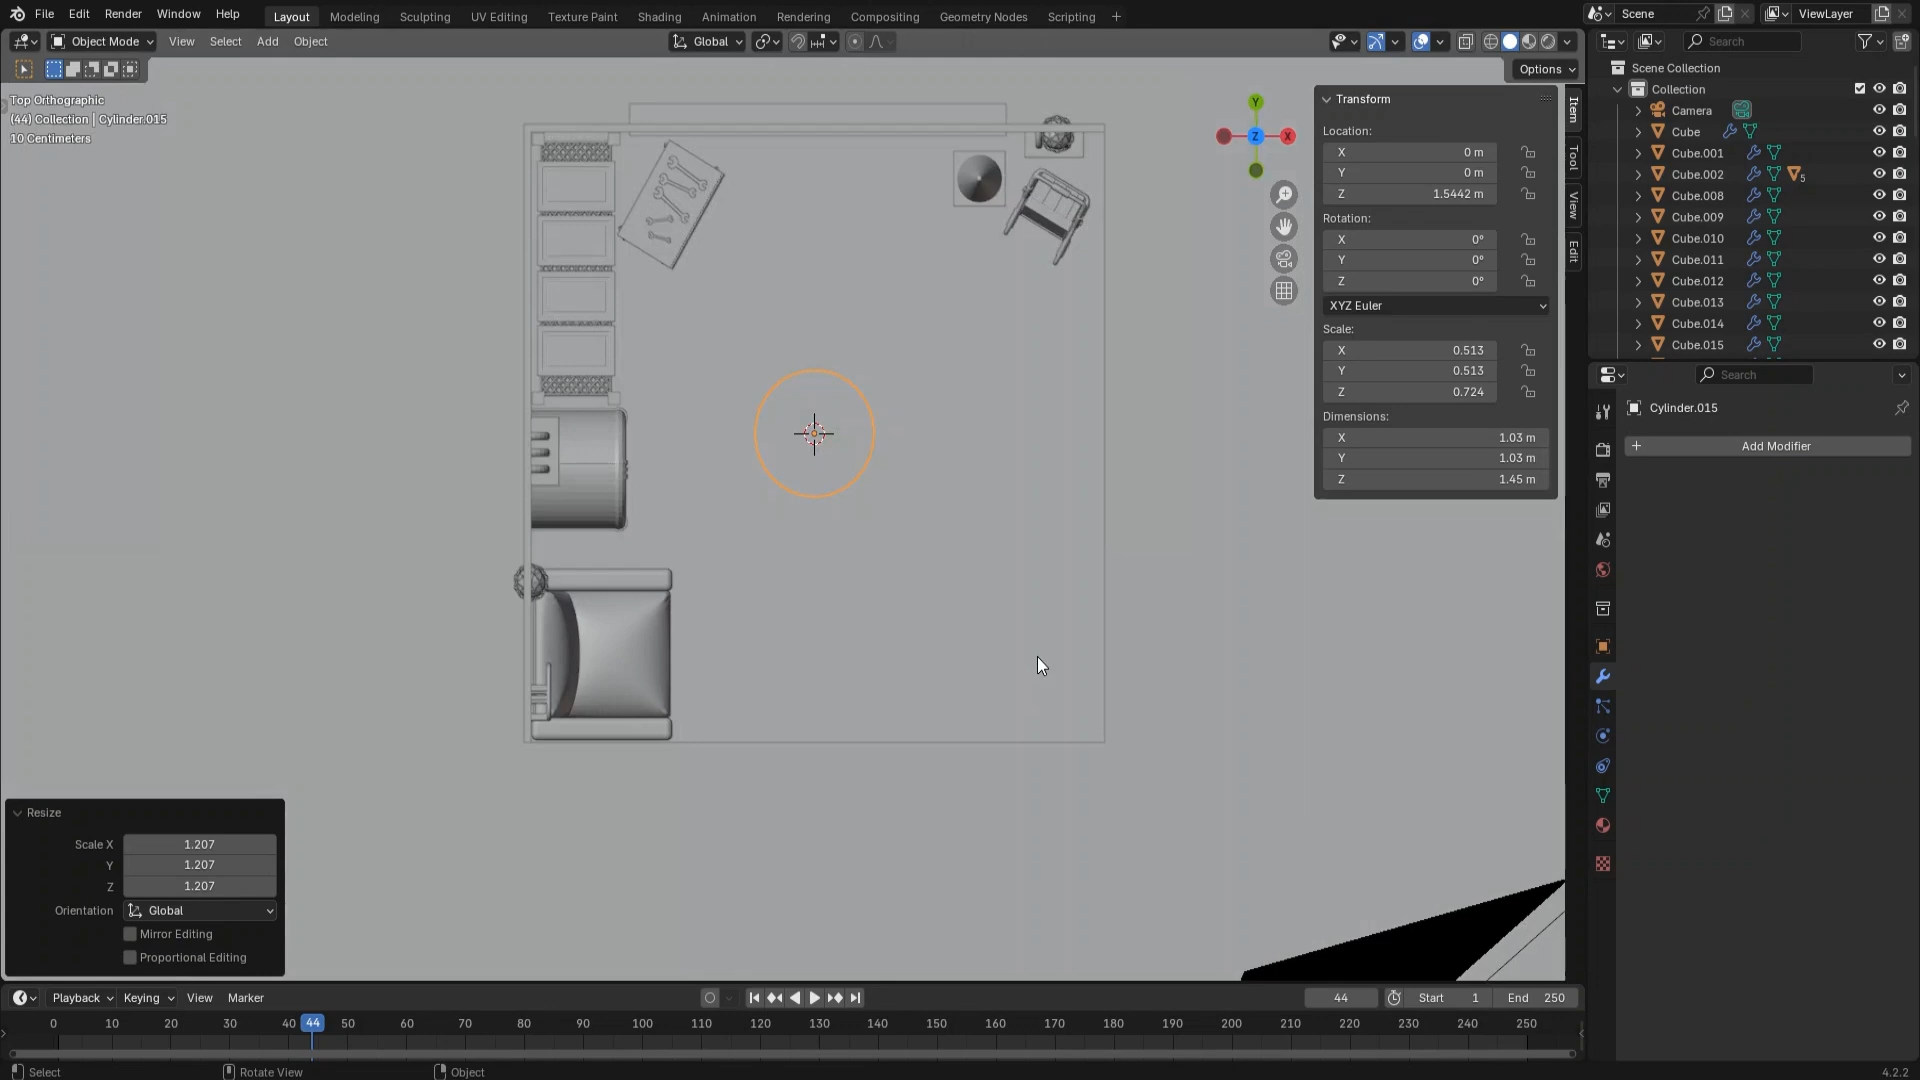 File Edit Render Window Help Layout Modeling Sculpting UV Editing Texture Paint Shading Animation Rendering Compositing Geometry Nodes Scripting + Scene ViewLayer
Object Mode View Select Add Object Global Search
Options
Top Orthographic
(44) Collection | Cylinder.015
10 Centimeters
Y
Z
X
Transform
Location:
X 0 m
Y 0 m
Z 1.5442 m
Rotation:
X 0°
Y 0°
Z 0°
XYZ Euler
Scale:
X 0.513
Y 0.513
Z 0.724
Dimensions:
X 1.03 m
Y 1.03 m
Z 1.45 m
Item
Tool
View
Edit
Scene Collection
Collection
Camera
Cube
Cube.001
Cube.002 5
Cube.008
Cube.009
Cube.010
Cube.011
Cube.012
Cube.013
Cube.014
Cube.015
Search
Cylinder.015
+ Add Modifier
Resize
Scale X 1.207
Y 1.207
Z 1.207
Orientation Global
Mirror Editing
Proportional Editing
Playback Keying View Marker 44 Start 1 End 250
0 10 20 30 40 44 50 60 70 80 90 100 110 120 130 140 150 160 170 180 190 200 210 220 230 240 250
Select Rotate View Object 4.2.2